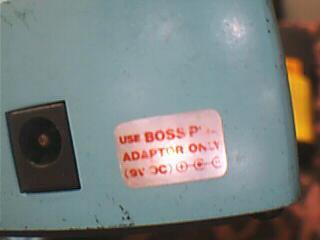 USE BOSS
ADAPTOR ONLY
(9V DC)